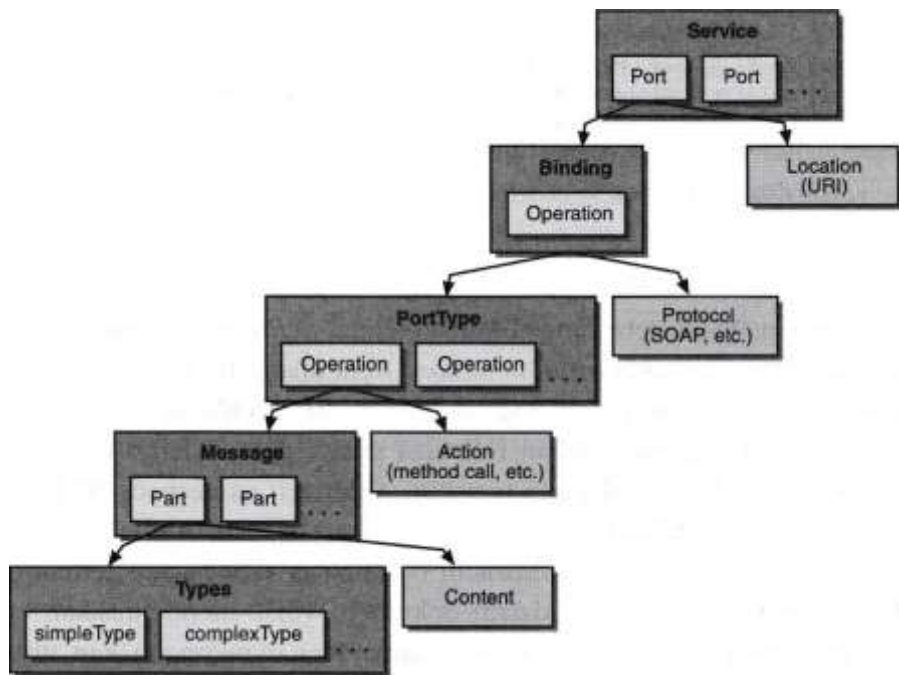 Service
Port
Port
...
Binding
Operation
Location
(URI)
PortType
Operation
Operation
...
Protocol
(SOAP, etc.)
Message
Part
Part
...
Action
(method call, etc.)
Types
simpleType
complexType
...
Content